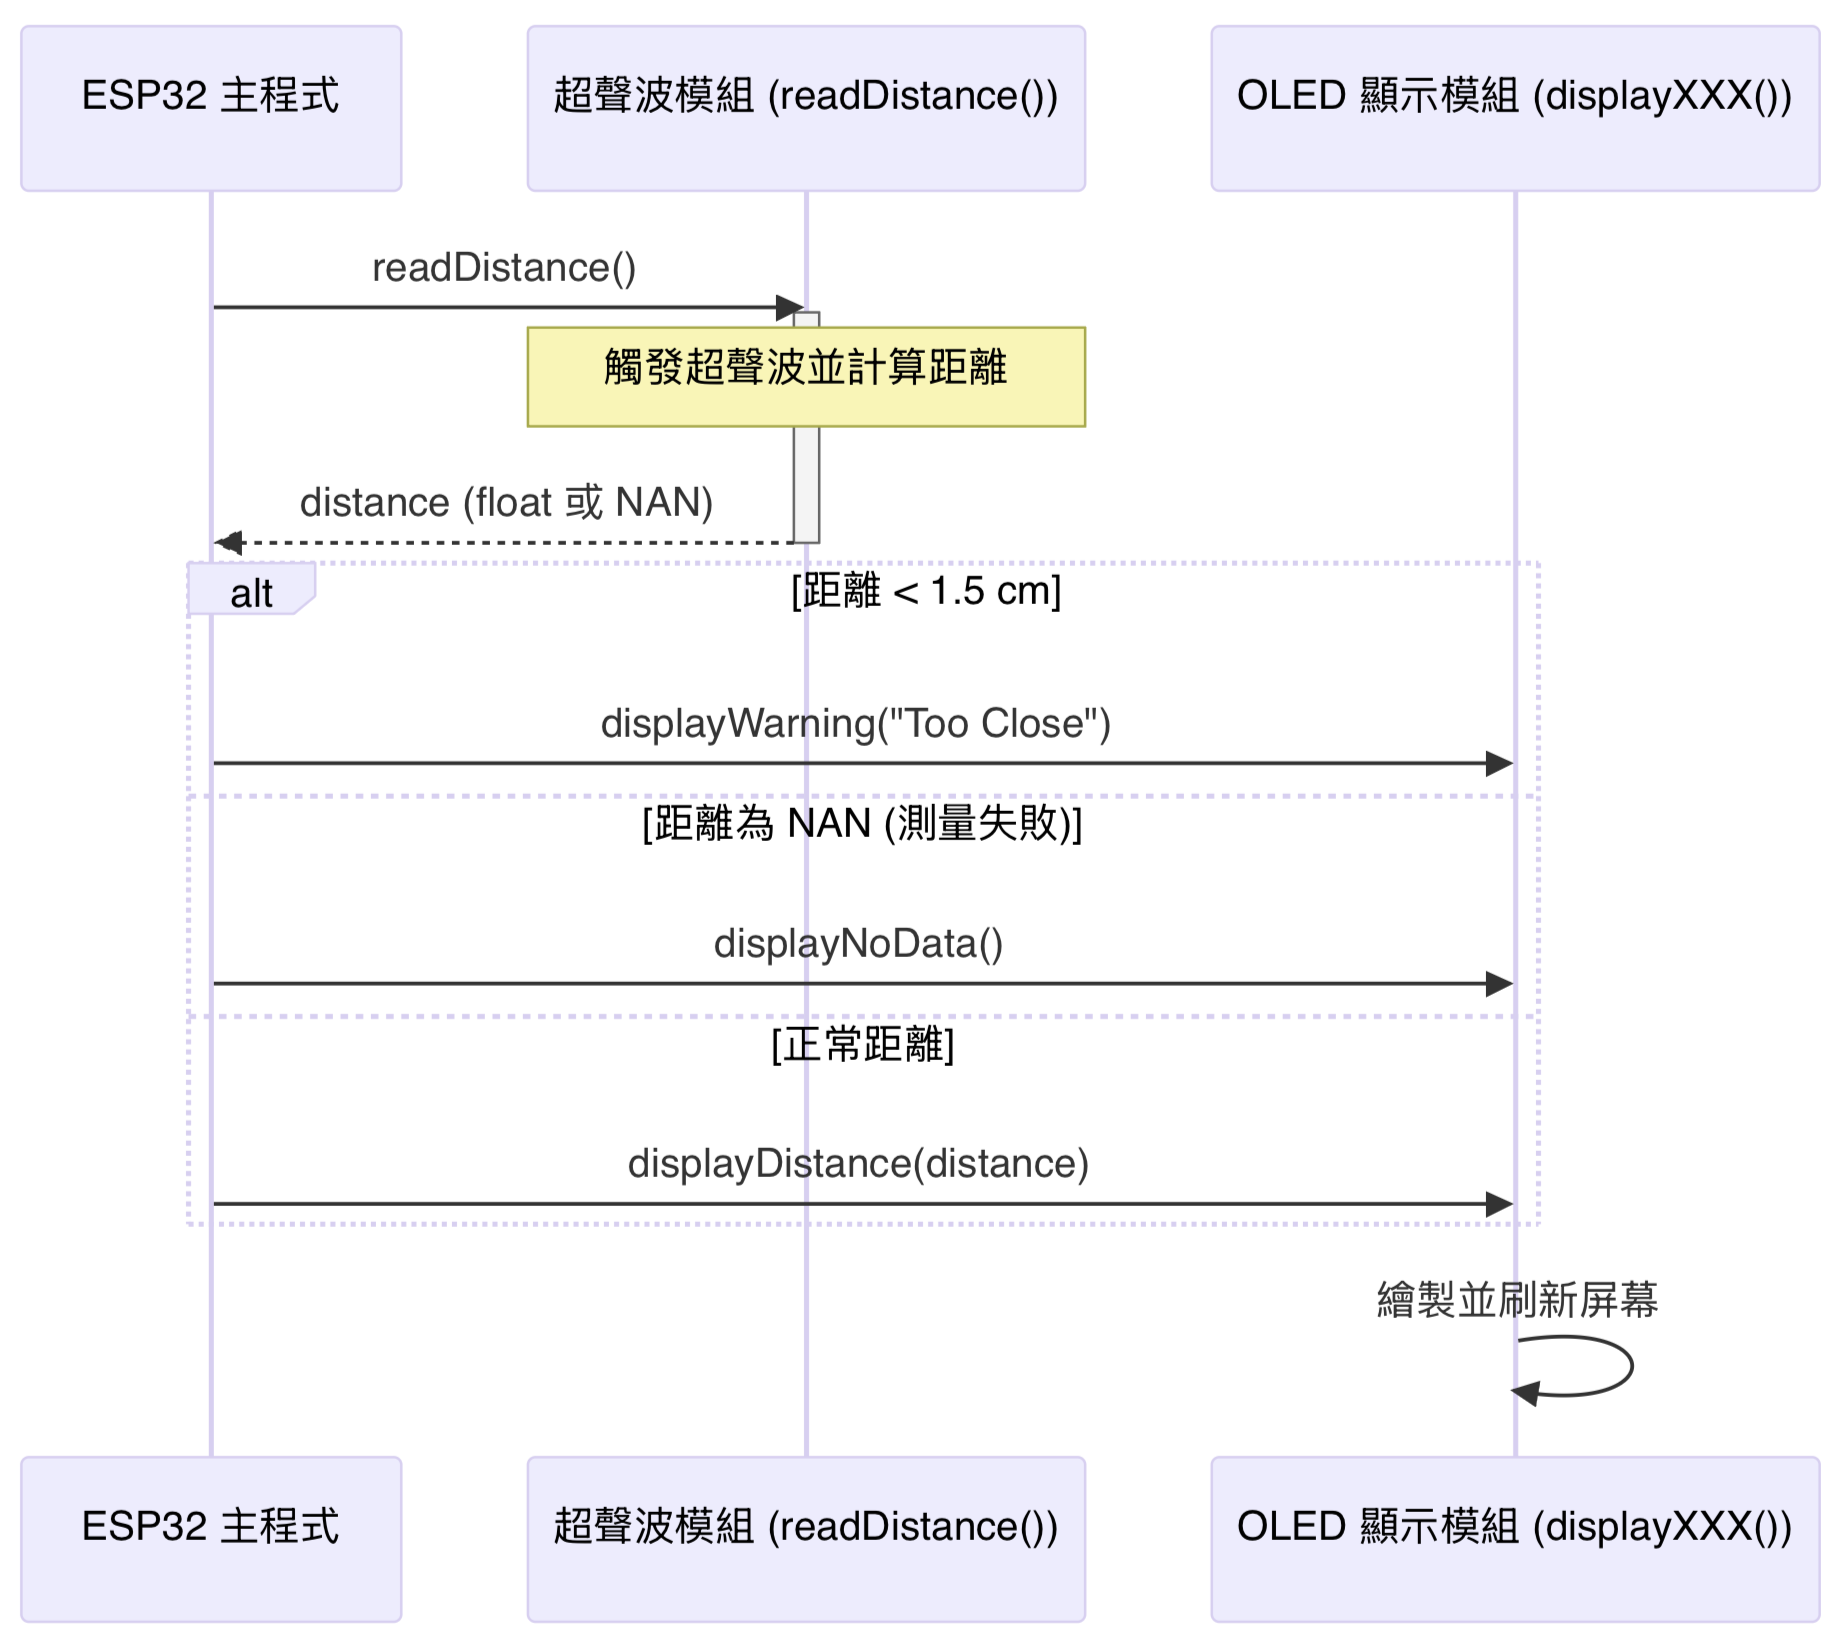 ESP32 主程式
超聲波模組 (readDistance())
OLED 顯示模組 (displayXXX())
readDistance()
觸發超聲波並計算距離
distance (float 或 NAN)
alt
[距離 < 1.5 cm]
displayWarning("Too Close")
[距離為 NAN (測量失敗)]
displayNoData()
[正常距離]
displayDistance(distance)
繪製並刷新屏幕
ESP32 主程式
超聲波模組 (readDistance())
OLED 顯示模組 (displayXXX())